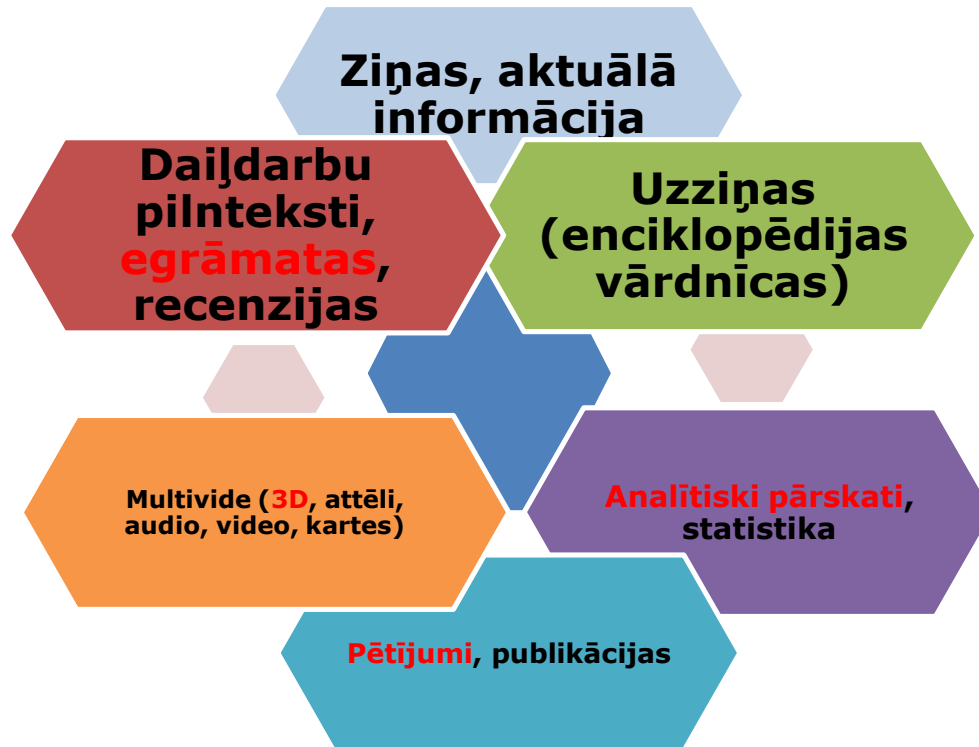 Ziņas, aktuālā
informācija
Daiļdarbu
pilnteksti,
egrāmatas,
recenzijas
Uzziņas
(enciklopēdijas
vārdnīcas)
Multivide (3D, attēli,
audio, video, kartes)
Analītiski pārskati,
statistika
Pētījumi, publikācijas